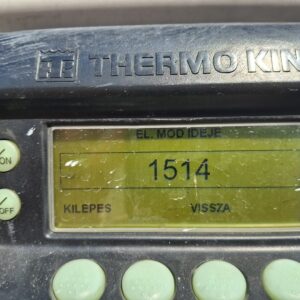 THERMO KIN
ON
OFF
EL. MOD IDEJE
1514
KILEPES VISSZA